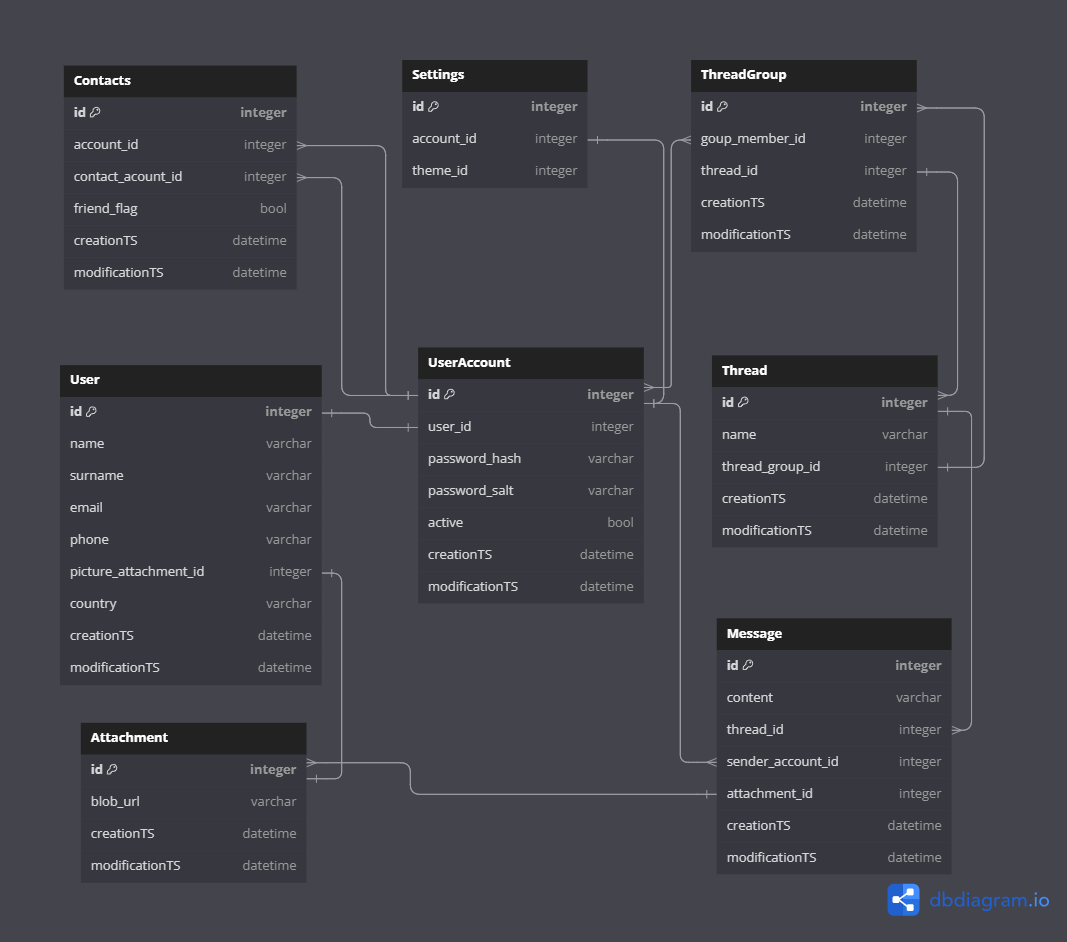 Contacts
id integer
account_id integer
contact_acount_id integer
friend_flag bool
creationTS datetime
modificationTS datetime
Settings
id integer
account_id integer
theme_id integer
ThreadGroup
id integer
goup_member_id integer
thread_id integer
creationTS datetime
modificationTS datetime
User
id integer
name varchar
surname varchar
email varchar
phone varchar
picture_attachment_id integer
country varchar
creationTS datetime
modificationTS datetime
UserAccount
id integer
user_id integer
password_hash varchar
password_salt varchar
active bool
creationTS datetime
modificationTS datetime
Thread
id integer
name varchar
thread_group_id integer
creationTS datetime
modificationTS datetime
Attachment
id integer
blob_url varchar
creationTS datetime
modificationTS datetime
Message
id integer
content varchar
thread_id integer
sender_account_id integer
attachment_id integer
creationTS datetime
modificationTS datetime
dbdiagram.io